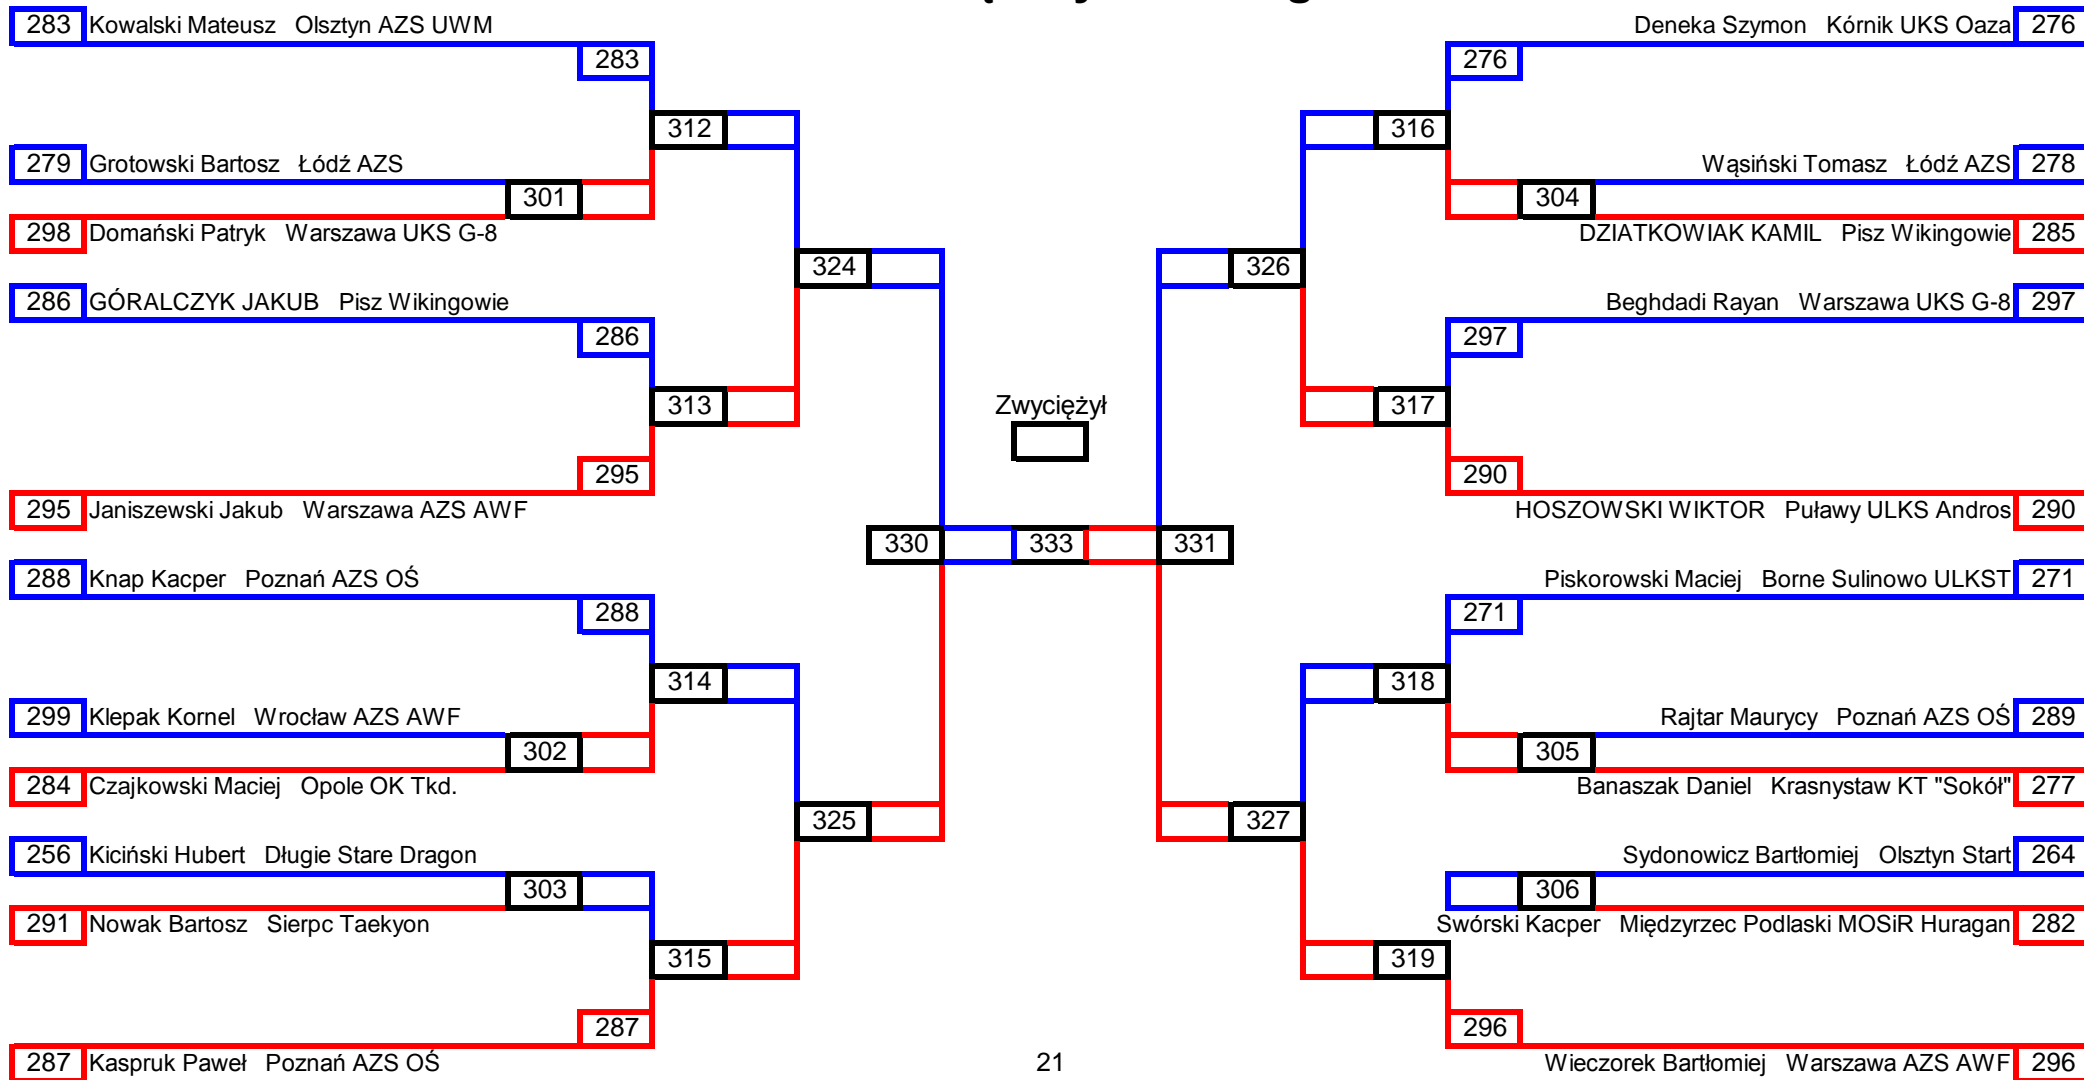 283 Kowalski Mateusz Olsztyn AZS UWM
283
312
279 Grotowski Bartosz Łódź AZS
301
298 Domański Patryk Warszawa UKS G-8
324
286 GÓRALCZYK JAKUB Pisz Wikingowie
286
313
295
295 Janiszewski Jakub Warszawa AZS AWF
330
288 Knap Kacper Poznań AZS OŚ
288
314
299 Klepak Kornel Wrocław AZS AWF
302
284 Czajkowski Maciej Opole OK Tkd.
325
256 Kiciński Hubert Długie Stare Dragon
303
291 Nowak Bartosz Sierpc Taekyon
315
287
287 Kaspruk Paweł Poznań AZS OŚ
Zwyciężył
333
21
Deneka Szymon Kórnik UKS Oaza 276
276
316
Wąsiński Tomasz Łódź AZS 278
304
DZIATKOWIAK KAMIL Pisz Wikingowie 285
326
Beghdadi Rayan Warszawa UKS G-8 297
297
317
290
HOSZOWSKI WIKTOR Puławy ULKS Andros 290
331
Piskorowski Maciej Borne Sulinowo ULKST 271
271
318
Rajtar Maurycy Poznań AZS OŚ 289
305
Banaszak Daniel Krasnystaw KT "Sokół" 277
327
Sydonowicz Bartłomiej Olsztyn Start 264
306
Swórski Kacper Międzyrzec Podlaski MOSiR Huragan 282
319
296
Wieczorek Bartłomiej Warszawa AZS AWF 296